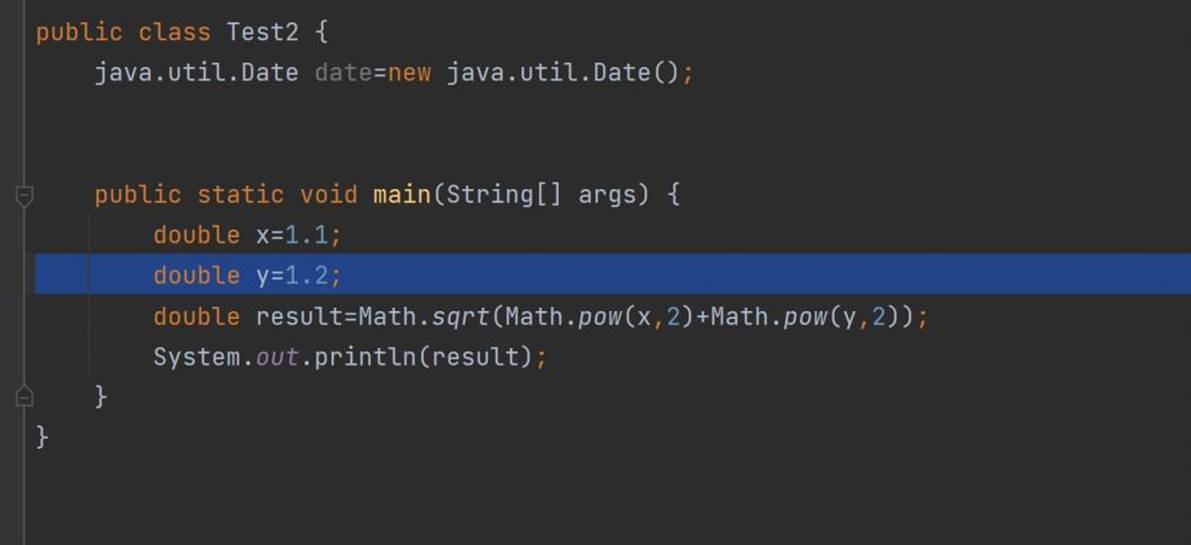 public class Test2 {
java.util.Date date=new java.util.Date();
public static void main(String[] args) {
double x=1.1;
double y=1.2;
double result=Math.sqrt(Math.pow(x,2)+Math.pow(y,2));
System.out.println(result);
}
}